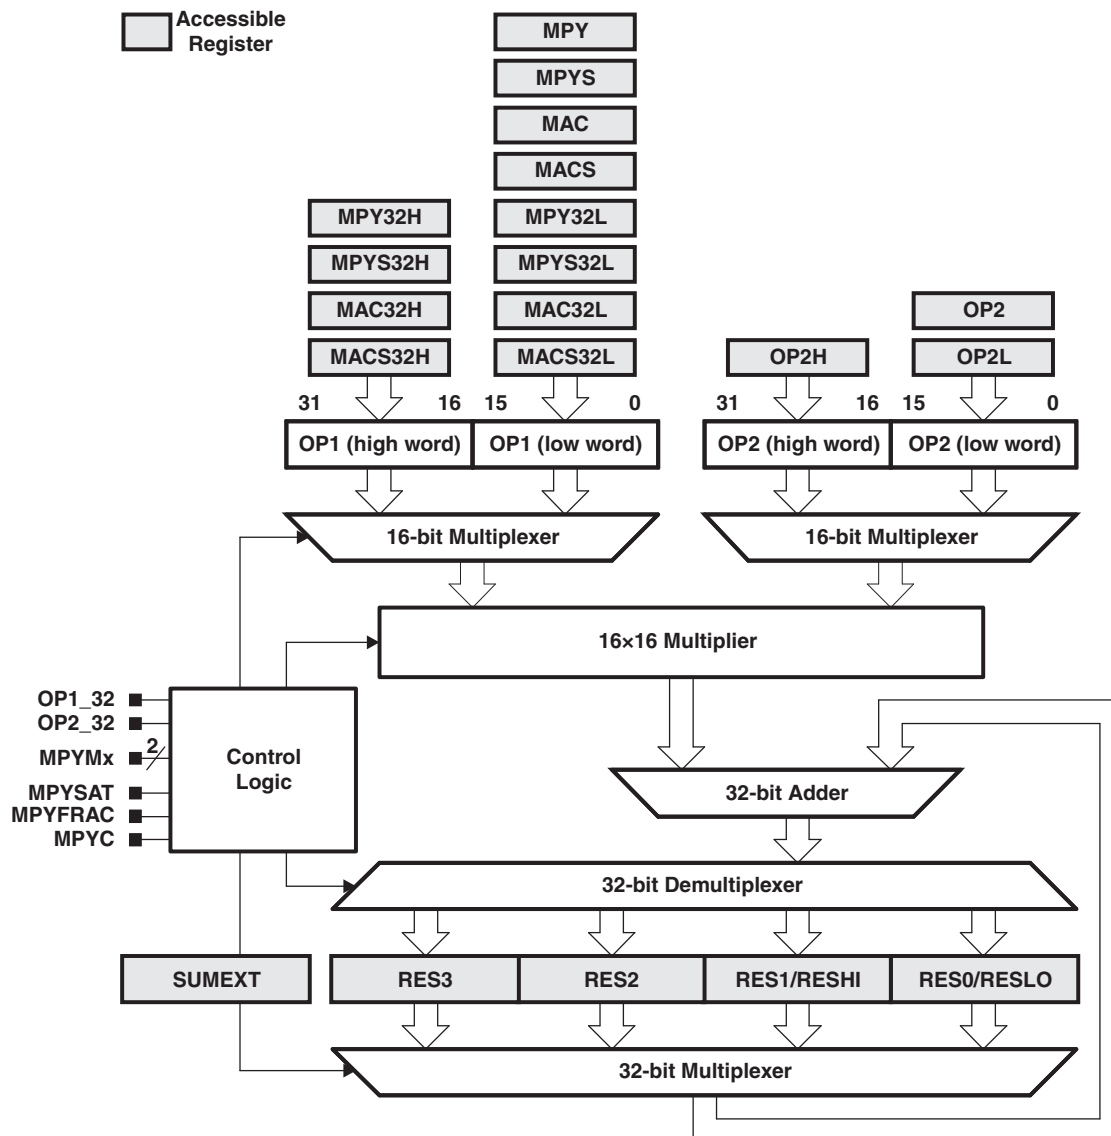 Accessible
Register
MPY
MPYS
MAC
MACS
MPY32H
MPY32L
MPYS32H
MPYS32L
MAC32H
MAC32L
OP2
MACS32H
MACS32L
OP2H
OP2L
31 16 15 0
31 16 15 0
OP1 (high word)
OP1 (low word)
OP2 (high word)
OP2 (low word)
16-bit Multiplexer
16-bit Multiplexer
16×16 Multiplier
OP1_32
OP2_32
MPYMx
2
MPYSAT
MPYFRAC
MPYC
Control
Logic
32-bit Adder
32-bit Demultiplexer
SUMEXT
RES3
RES2
RES1/RESHI
RES0/RESLO
32-bit Multiplexer